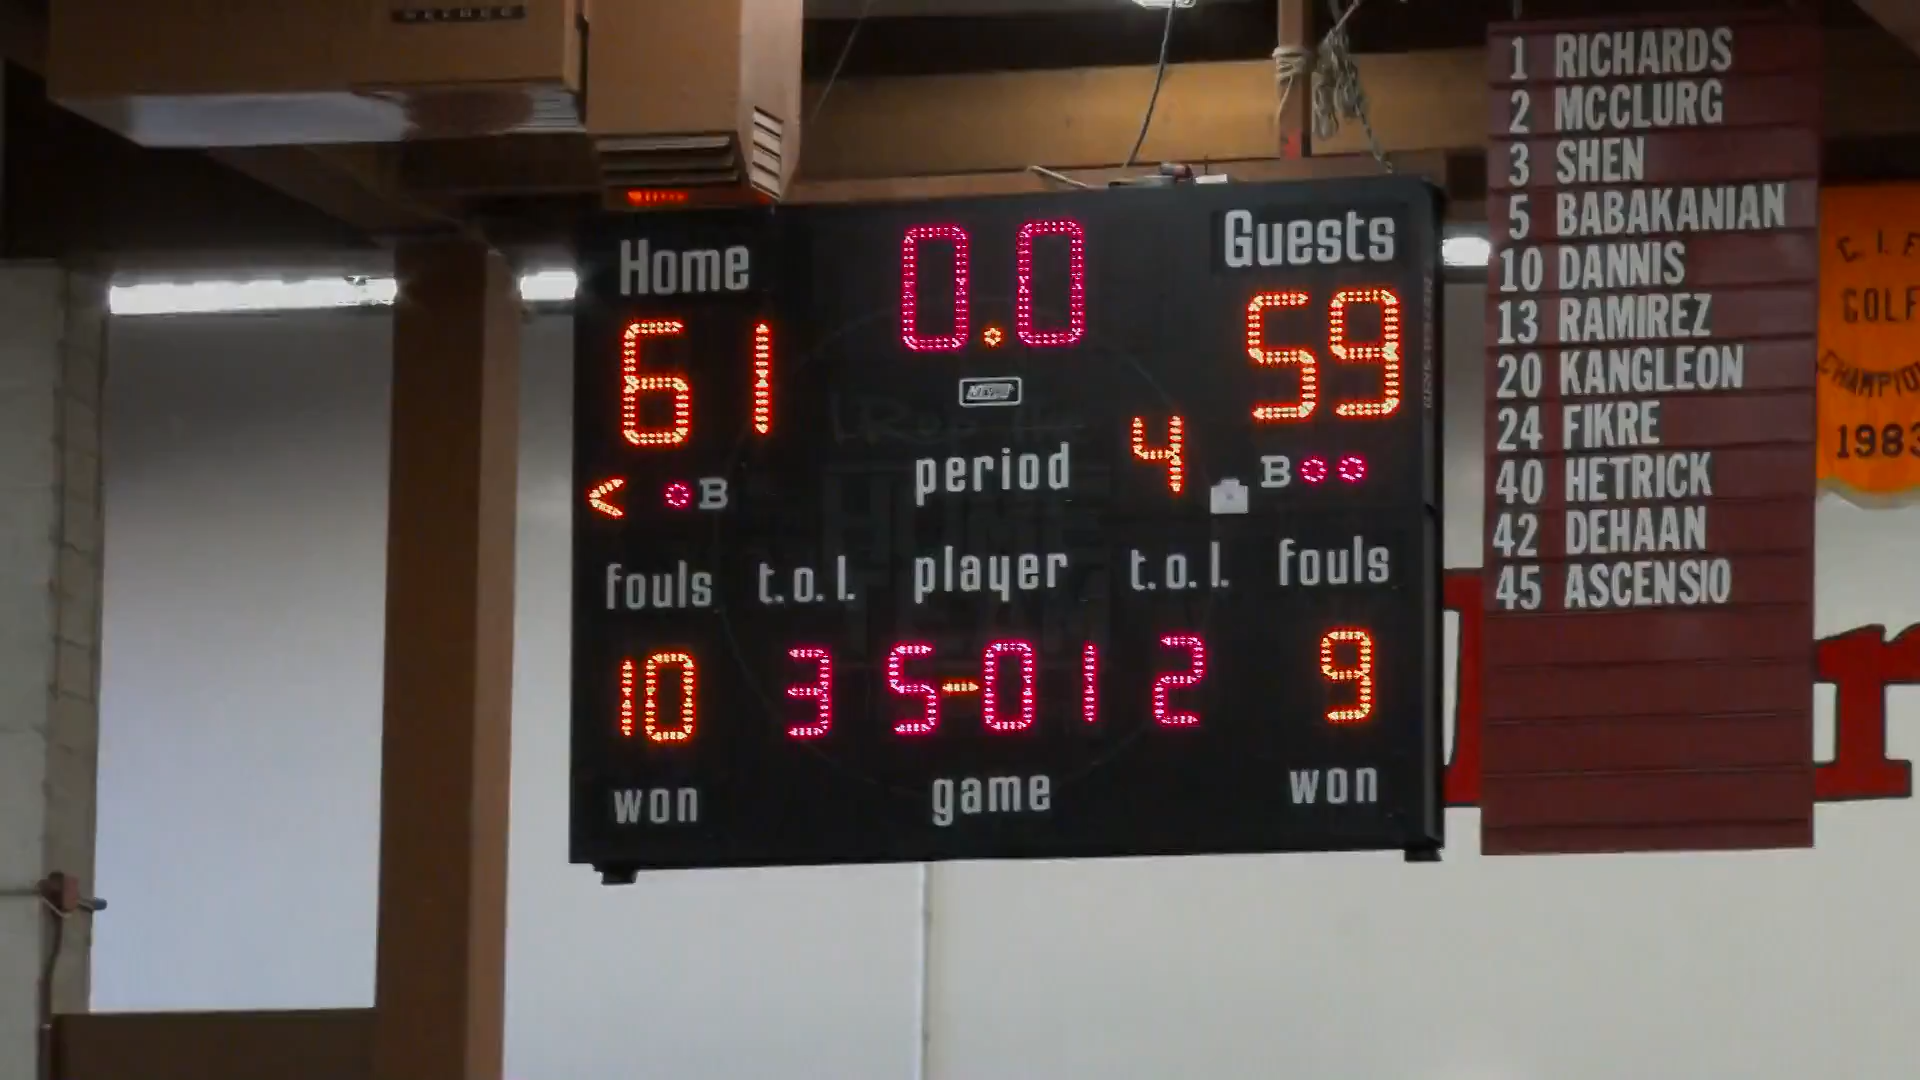 Home 0.0 Guests
61 59
period 4
< B B
fouls t.o.l. player t.o.l. fouls
10 3 5-01 2 9
won game won
1 RICHARDS
2 MCCLURG
3 SHEN
5 BABAKANIAN
10 DANNIS
13 RAMIREZ
20 KANGLEON
24 FIKRE
40 HETRICK
42 DEHAAN
45 ASCENSIO
C. I. F
GOLF
CHAMPIO
1983